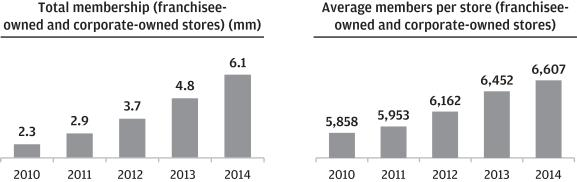 Total membership (franchisee-
owned and corporate-owned stores) (mm)
2.3
2.9
3.7
4.8
6.1
2010 2011 2012 2013 2014
Average members per store (franchisee-
owned and corporate-owned stores)
5,858
5,953
6,162
6,452
6,607
2010 2011 2012 2013 2014